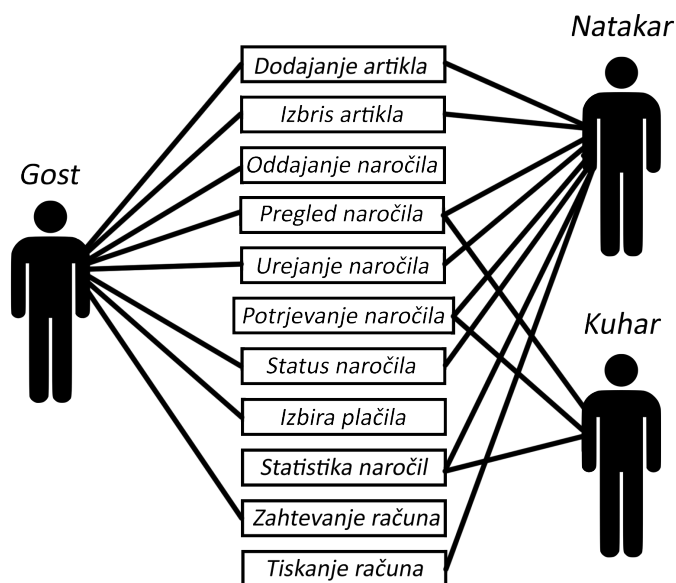 Natakar
Dodajanje artikla
Izbris artikla
Oddajanje naročila
Gost
Pregled naročila
Urejanje naročila
Potrjevanje naročila
Kuhar
Status naročila
Izbira plačila
Statistika naročil
Zahtevanje računa
Tiskanje računa